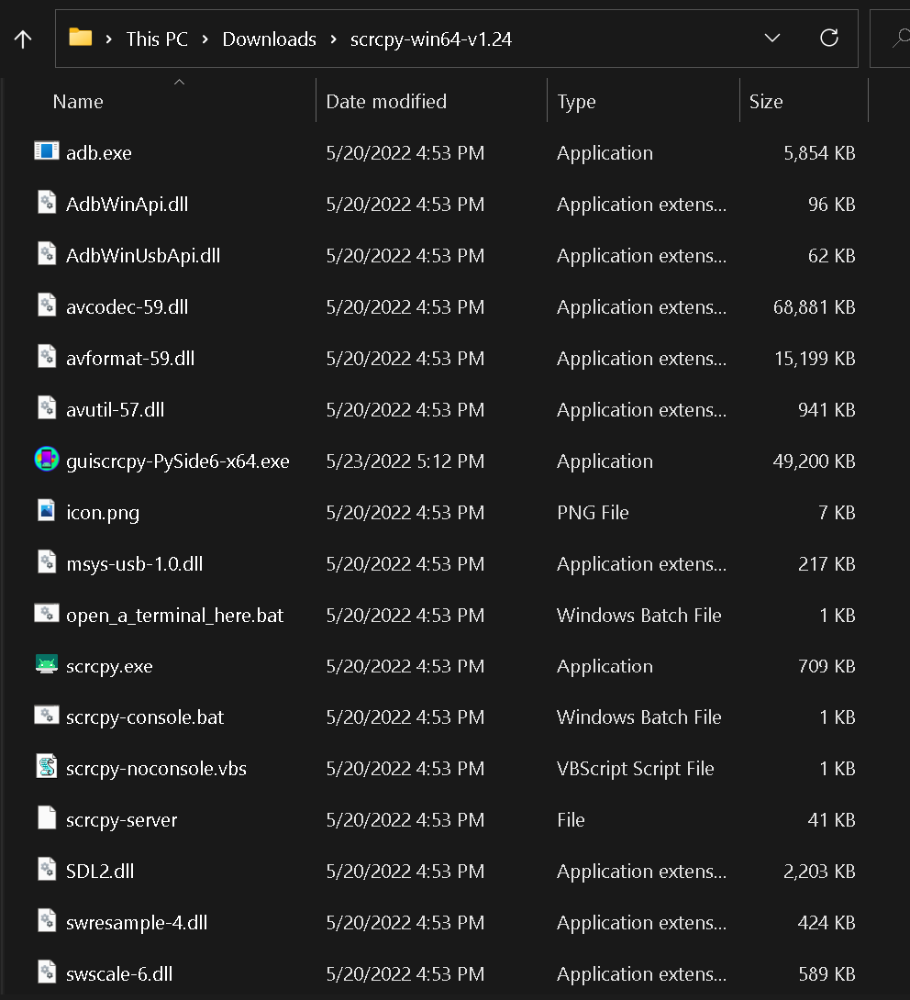 This PC > Downloads > scrcpy-win64-v1.24
Name Date modified Type Size
adb.exe 5/20/2022 4:53 PM Application 5,854 KB
AdbWinApi.dll 5/20/2022 4:53 PM Application extens... 96 KB
AdbWinUsbApi.dll 5/20/2022 4:53 PM Application extens... 62 KB
avcodec-59.dll 5/20/2022 4:53 PM Application extens... 68,881 KB
avformat-59.dll 5/20/2022 4:53 PM Application extens... 15,199 KB
avutil-57.dll 5/20/2022 4:53 PM Application extens... 941 KB
guiscrcpy-PySide6-x64.exe 5/23/2022 5:12 PM Application 49,200 KB
icon.png 5/20/2022 4:53 PM PNG File 7 KB
msys-usb-1.0.dll 5/20/2022 4:53 PM Application extens... 217 KB
open_a_terminal_here.bat 5/20/2022 4:53 PM Windows Batch File 1 KB
scrcpy.exe 5/20/2022 4:53 PM Application 709 KB
scrcpy-console.bat 5/20/2022 4:53 PM Windows Batch File 1 KB
scrcpy-noconsole.vbs 5/20/2022 4:53 PM VBScript Script File 1 KB
scrcpy-server 5/20/2022 4:53 PM File 41 KB
SDL2.dll 5/20/2022 4:53 PM Application extens... 2,203 KB
swresample-4.dll 5/20/2022 4:53 PM Application extens... 424 KB
swscale-6.dll 5/20/2022 4:53 PM Application extens... 589 KB